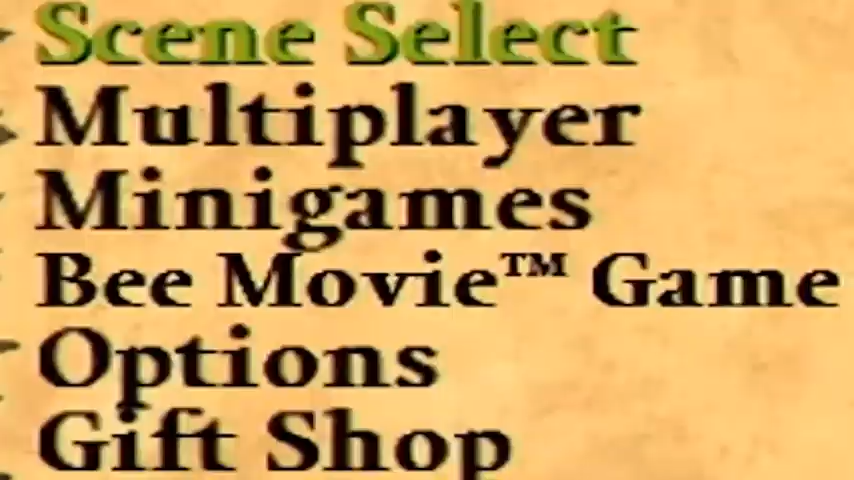 Scene Select
Multiplayer
Minigames
Bee Movie™ Game
Options
Gift Shop